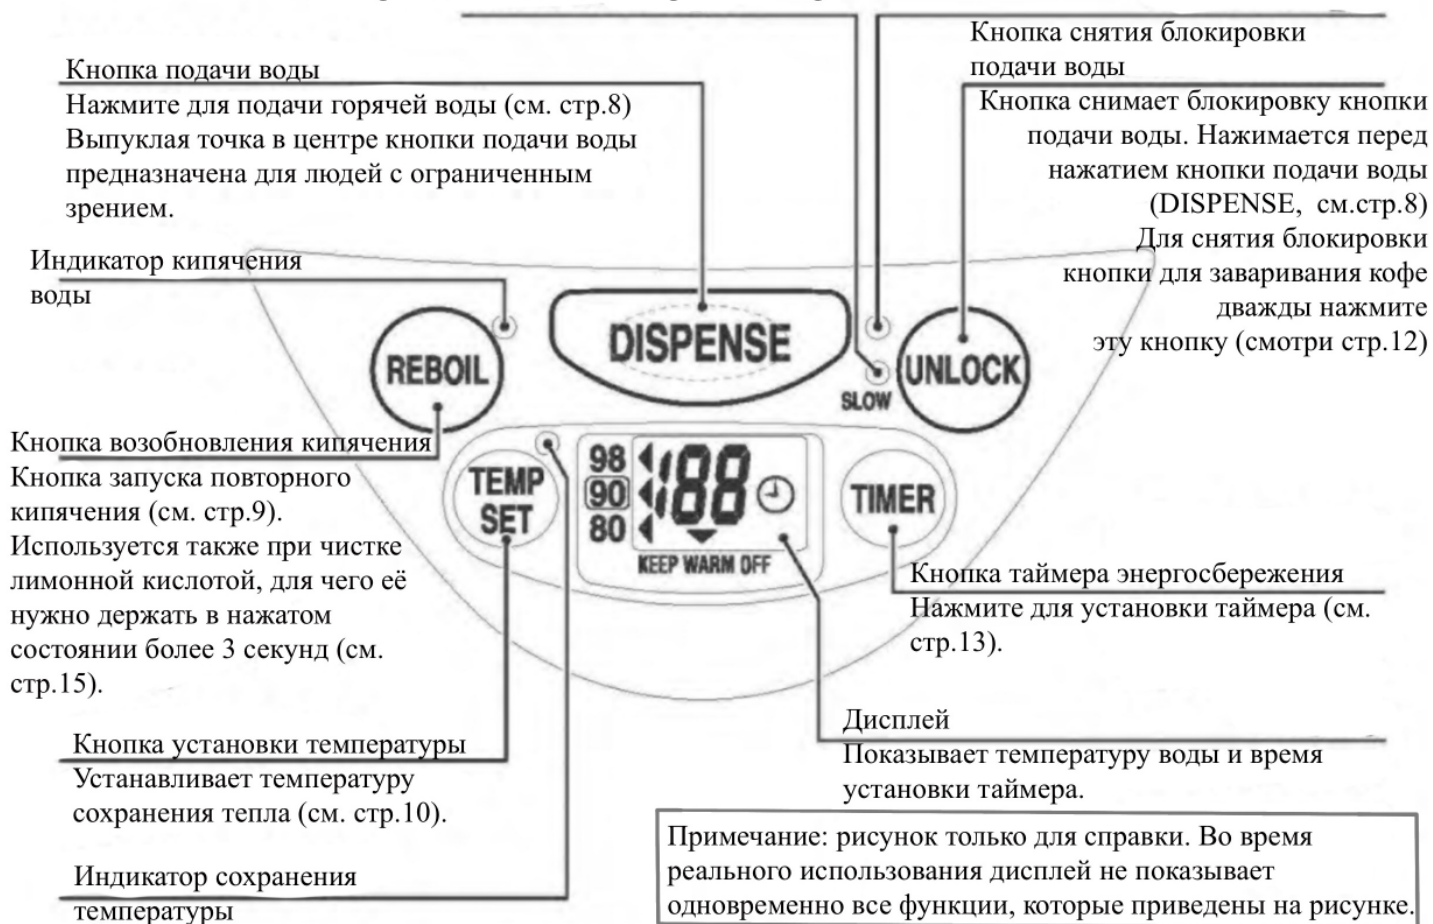 Кнопка снятия блокировки
подачи воды
Кнопка снимает блокировку кнопки
подачи воды. Нажимается перед
нажатием кнопки подачи воды
(DISPENSE, см.стр.8)
Для снятия блокировки
кнопки для заваривания кофе
дважды нажмите
эту кнопку (смотри стр.12)
Кнопка подачи воды
Нажмите для подачи горячей воды (см. стр.8)
Выпуклая точка в центре кнопки подачи воды
предназначена для людей с ограниченным
зрением.
Индикатор кипячения
воды
REBOIL
DISPENSE
SLOW
UNLOCK
TEMP
SET
98
90
80
188
KEEP WARM OFF
TIMER
Кнопка возобновления кипячения
Кнопка запуска повторного
кипячения (см. стр.9).
Используется также при чистке
лимонной кислотой, для чего её
нужно держать в нажатом
состоянии более 3 секунд (см.
стр.15).
Кнопка таймера энергосбережения
Нажмите для установки таймера (см.
стр.13).
Кнопка установки температуры
Устанавливает температуру
сохранения тепла (см. стр.10).
Дисплей
Показывает температуру воды и время
установки таймера.
Индикатор сохранения
температуры
Примечание: рисунок только для справки. Во время
реального использования дисплей не показывает
одновременно все функции, которые приведены на рисунке.